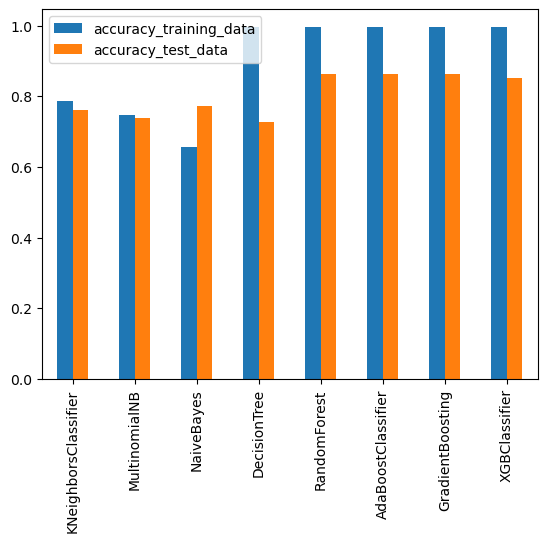 accuracy_training_data
accuracy_test_data
1.0
0.8
0.6
0.4
0.2
0.0
KNeighborsClassifier
MultinomialNB
NaiveBayes
DecisionTree
RandomForest
AdaBoostClassifier
GradientBoosting
XGBClassifier